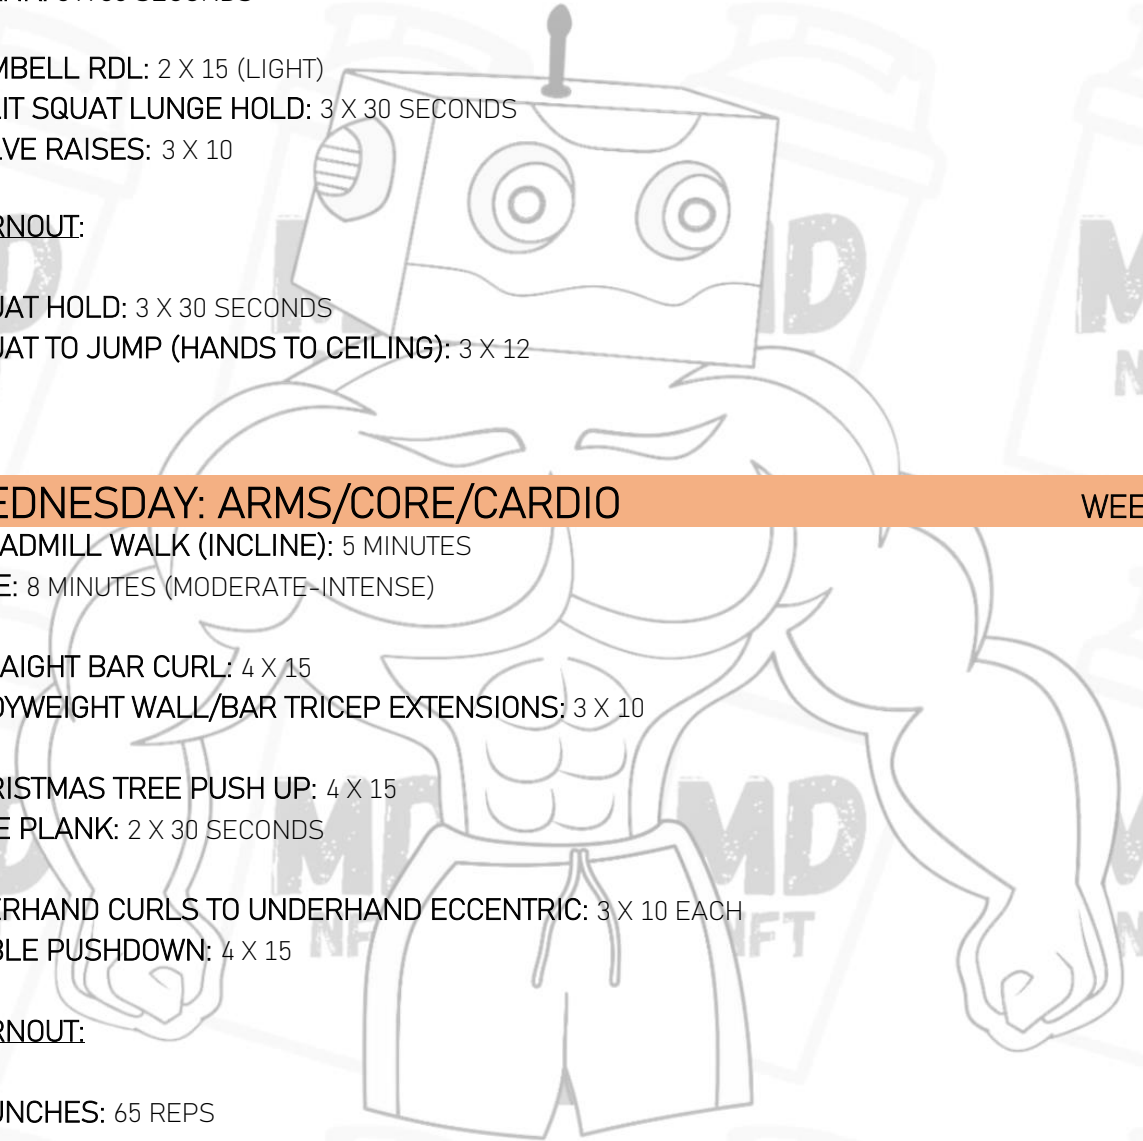 MBELL RDL: 2 X 15 (LIGHT)
IT SQUAT LUNGE HOLD: 3 X 30 SECONDS
LVE RAISES: 3 X 10
RNOUT:
UAT HOLD: 3 X 30 SECONDS
UAT TO JUMP (HANDS TO CEILING): 3 X 12
EDNESDAY: ARMS/CORE/CARDIO WEE
ADMILL WALK (INCLINE): 5 MINUTES
E: 8 MINUTES (MODERATE-INTENSE)
AIGHT BAR CURL: 4 X 15
DYWEIGHT WALL/BAR TRICEP EXTENSIONS: 3 X 10
RISTMAS TREE PUSH UP: 4 X 15
E PLANK: 2 X 30 SECONDS
ERHAND CURLS TO UNDERHAND ECCENTRIC: 3 X 10 EACH
BLE PUSHDOWN: 4 X 15
RNOUT:
UNCHES: 65 REPS
MD
NFT